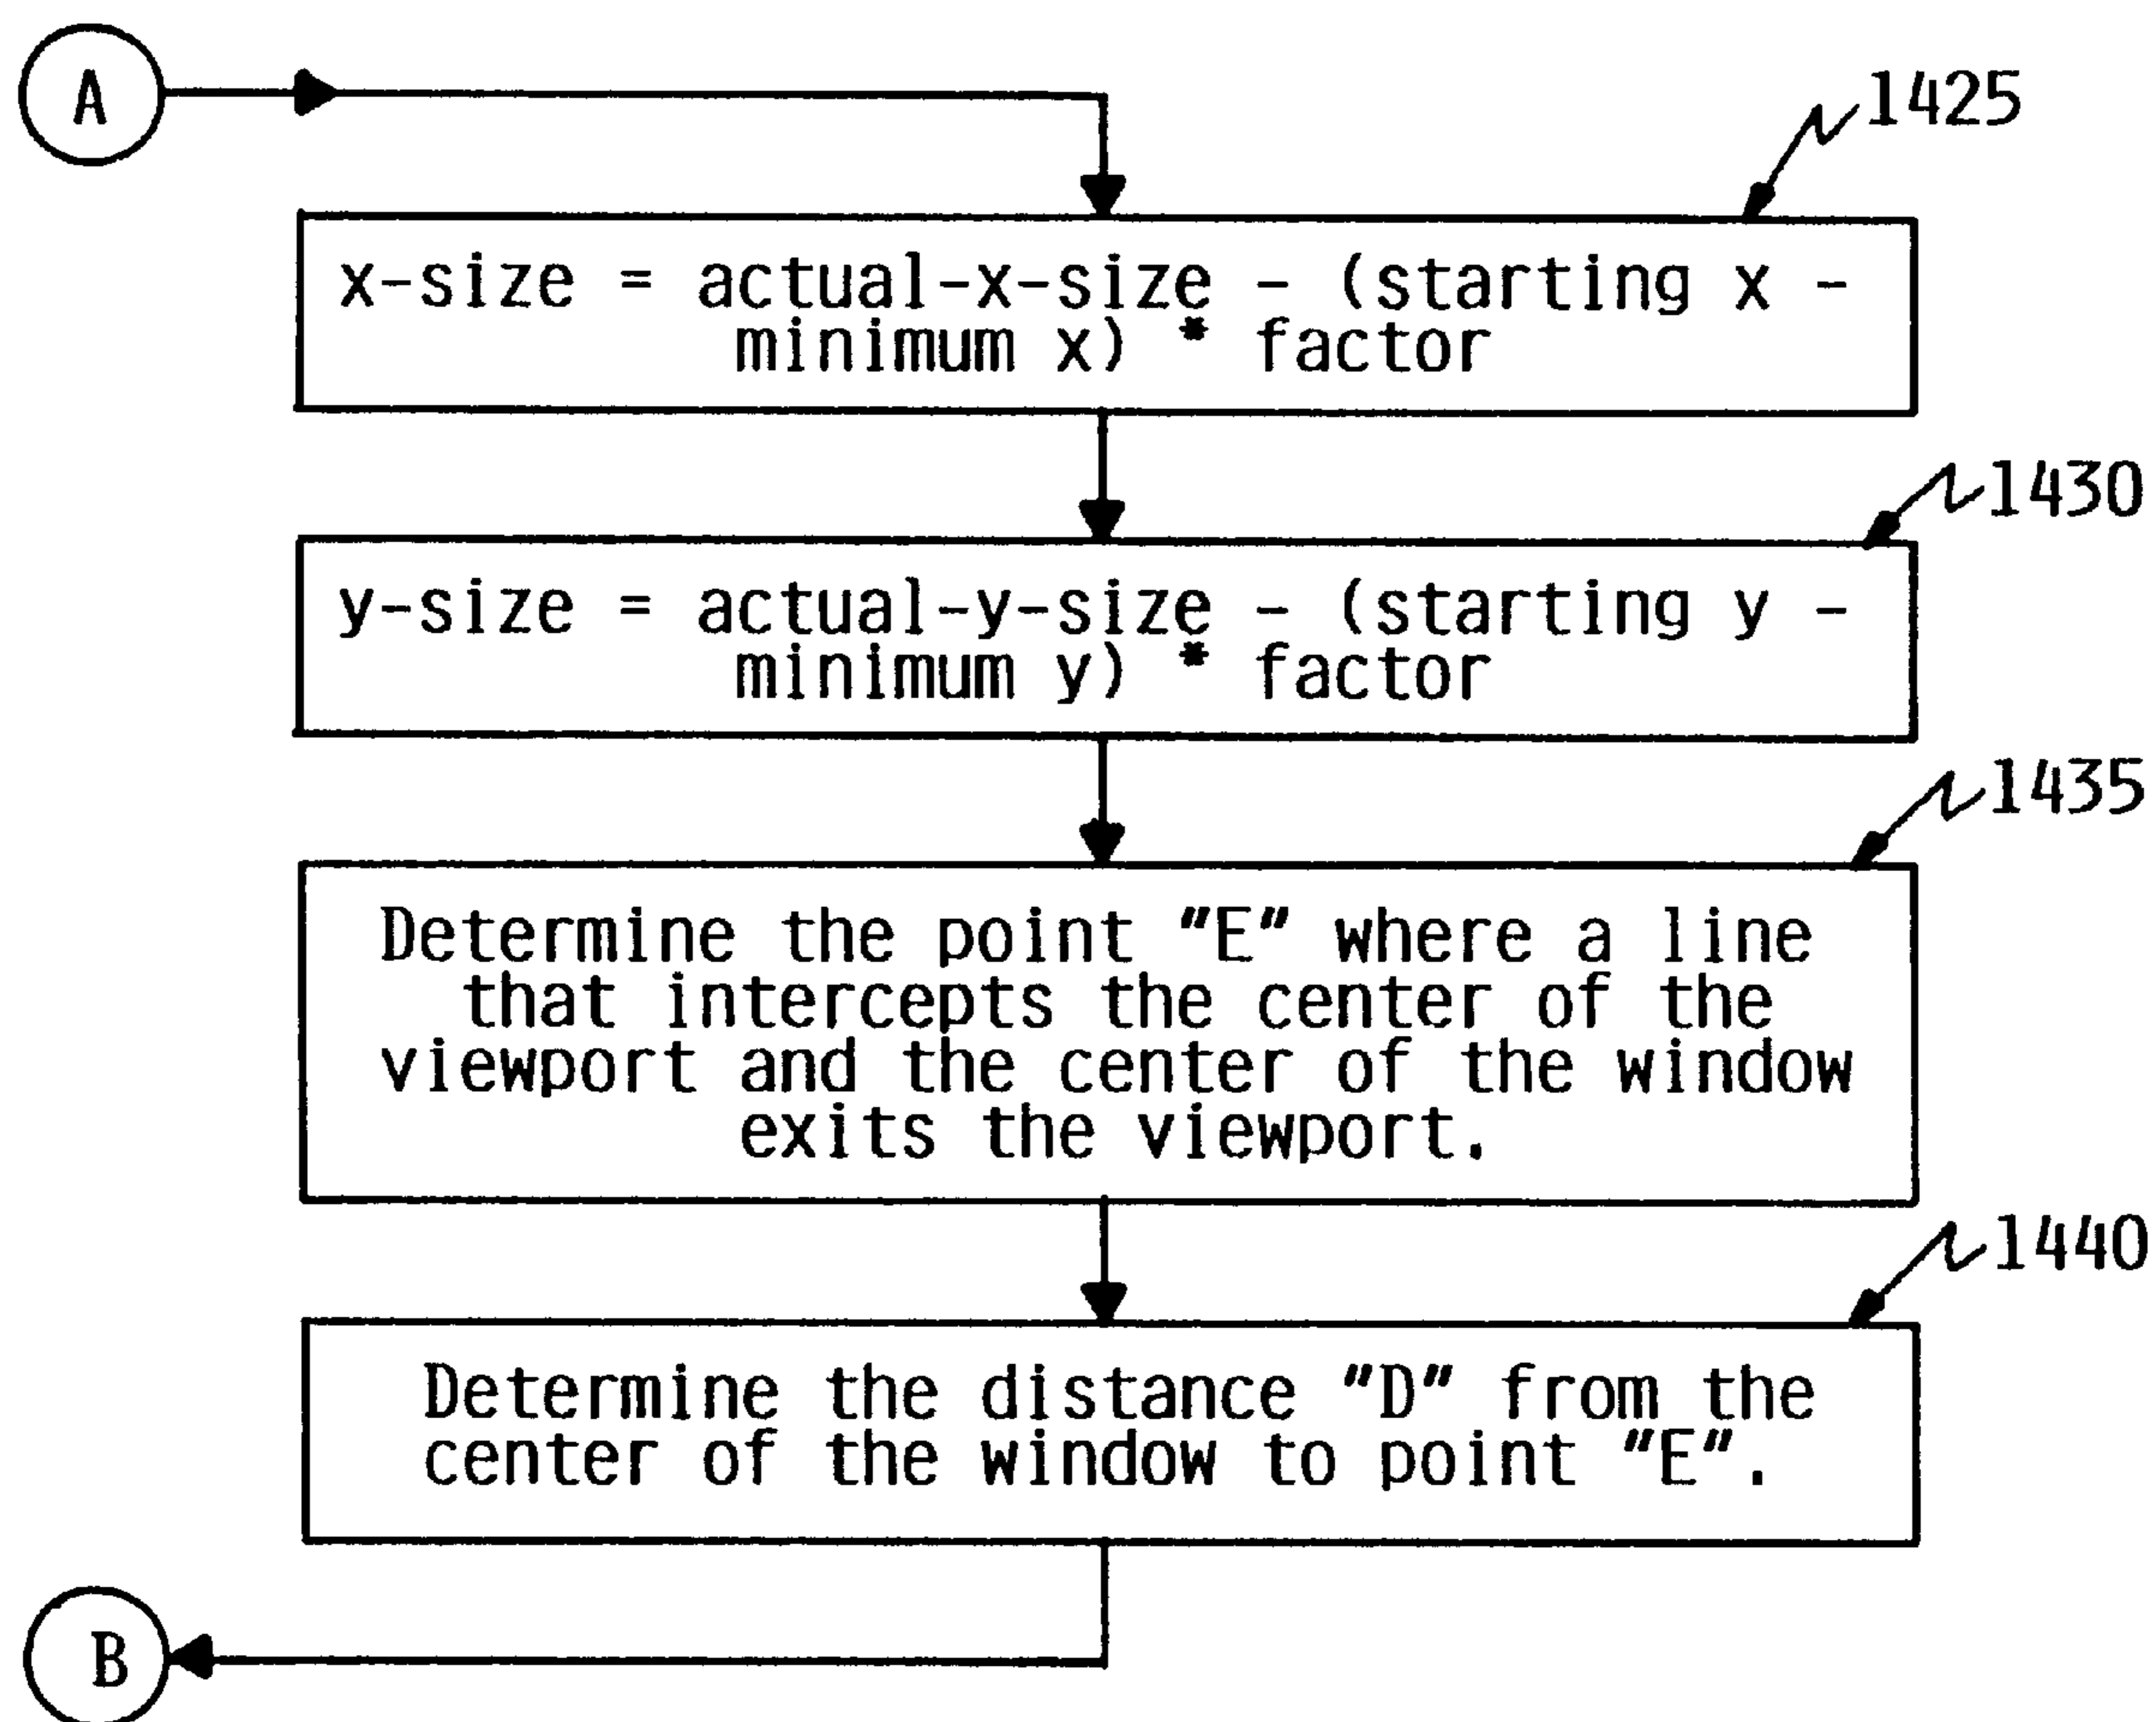 A
1425
x-size = actual-x-size - (starting x -
minimum x) * factor
1430
y-size = actual-y-size - (starting y -
minimum y) * factor
1435
Determine the point "E" where a line
that intercepts the center of the
viewport and the center of the window
exits the viewport.
1440
Determine the distance "D" from the
center of the window to point "E".
B